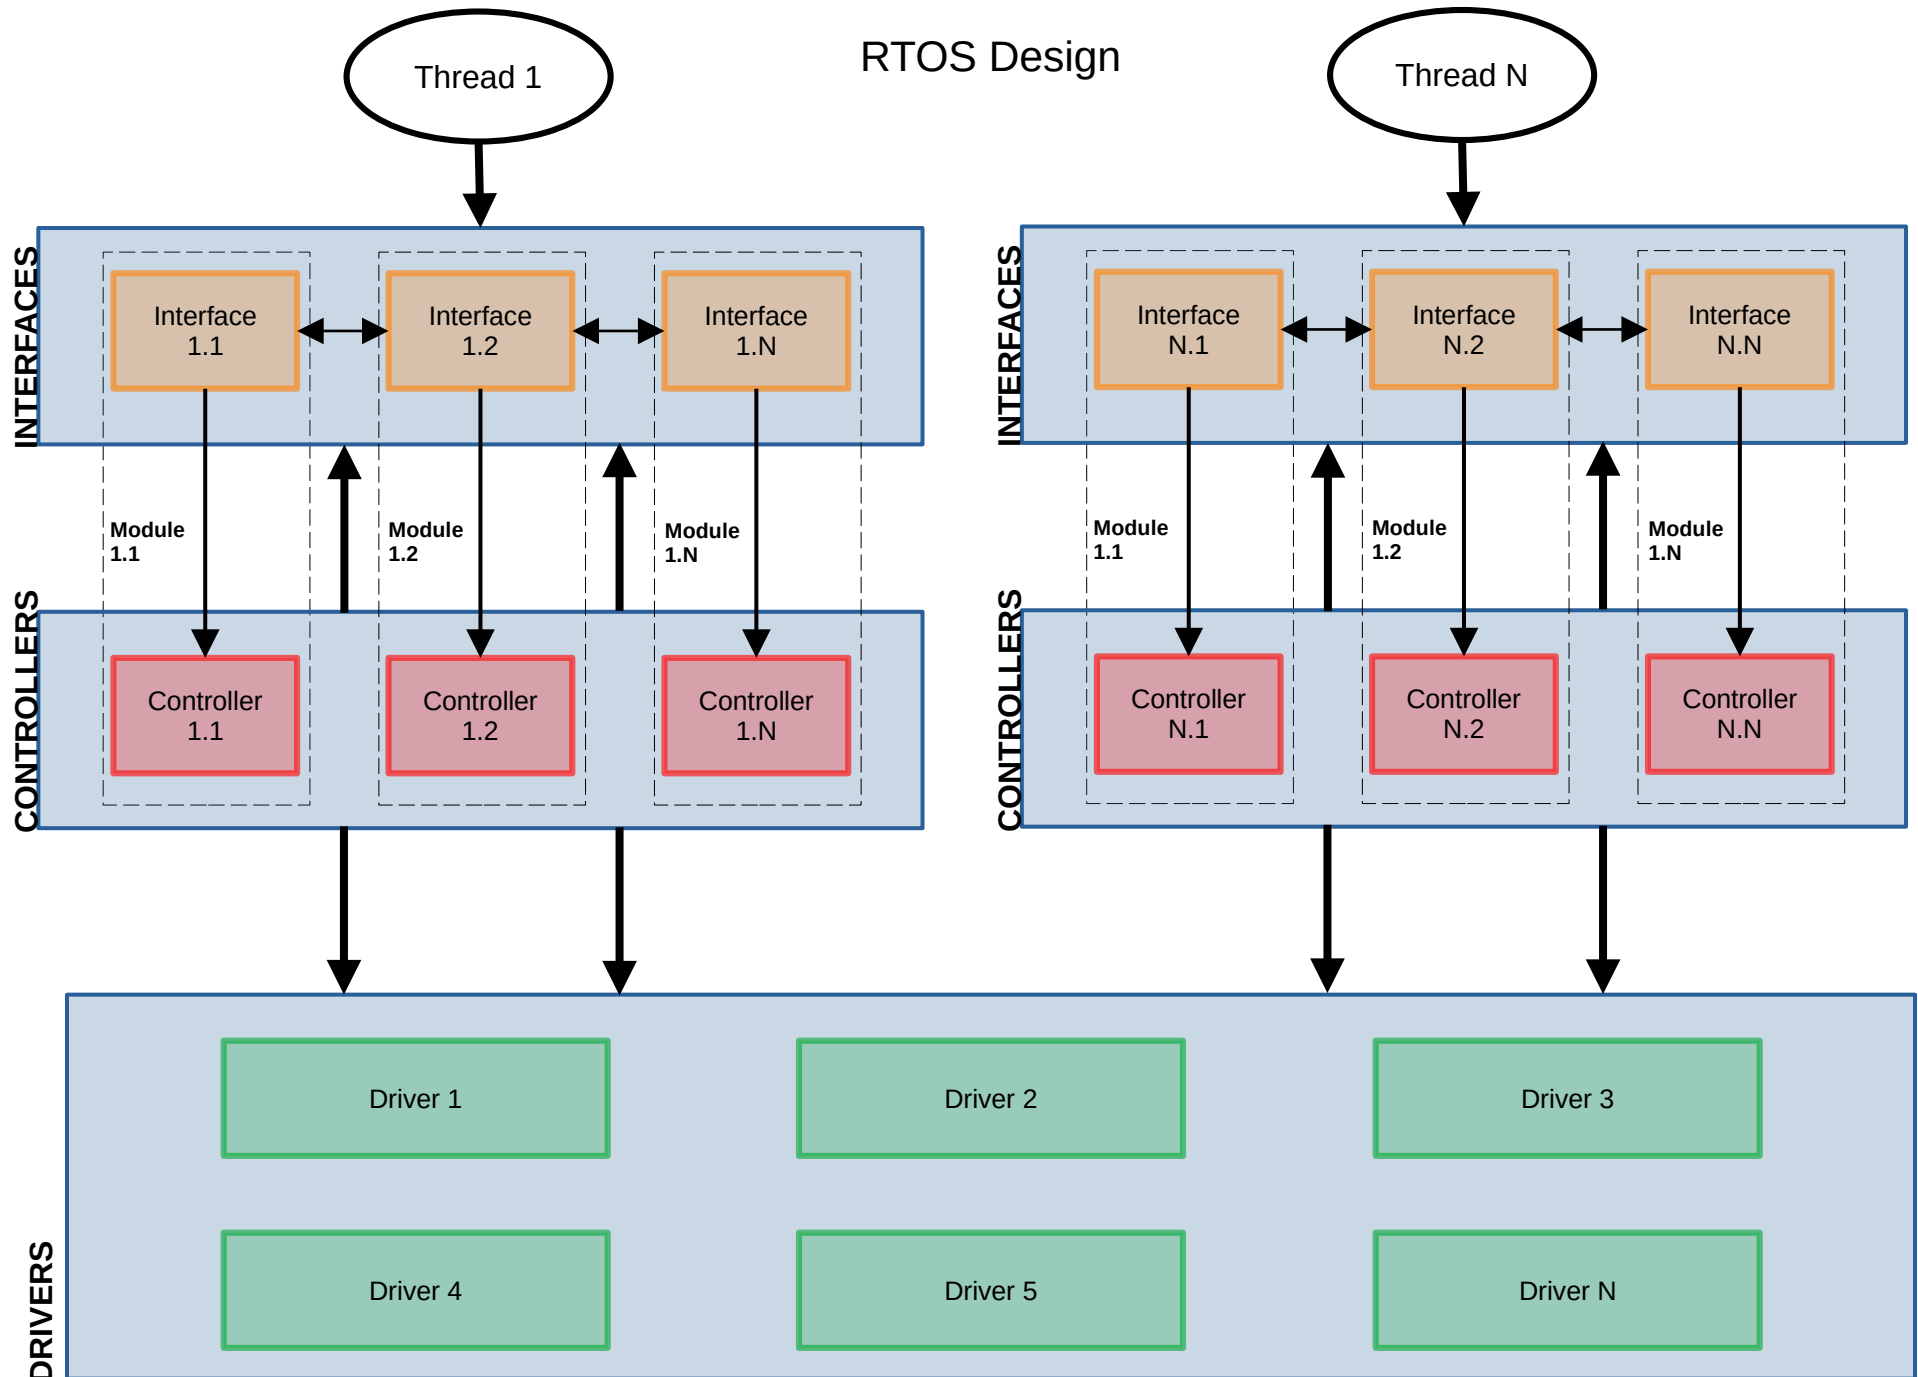 RTOS Design
Thread 1
Thread N
INTERFACES
Interface
1.1
Interface
1.2
Interface
1.N
INTERFACES
Interface
N.1
Interface
N.2
Interface
N.N
Module
1.1
Module
1.2
Module
1.N
Module
1.1
Module
1.2
Module
1.N
CONTROLLERS
Controller
1.1
Controller
1.2
Controller
1.N
CONTROLLERS
Controller
N.1
Controller
N.2
Controller
N.N
DRIVERS
Driver 1
Driver 2
Driver 3
Driver 4
Driver 5
Driver N